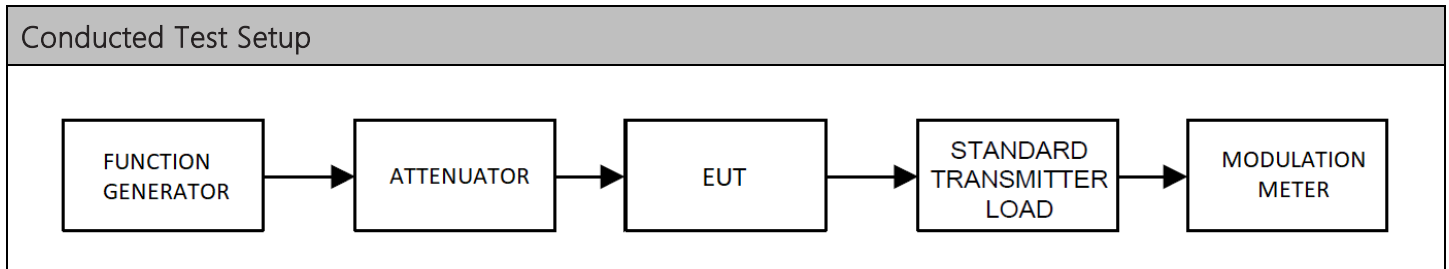 Conducted Test Setup
FUNCTION
GENERATOR
ATTENUATOR
EUT
STANDARD
TRANSMITTER
LOAD
MODULATION
METER